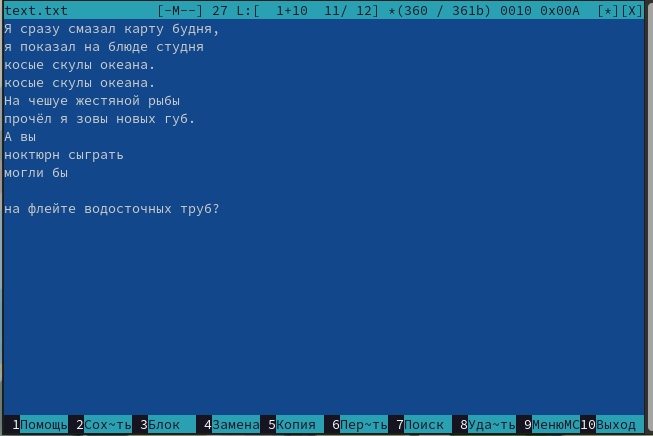 text.txt [-M--] 27 L:[ 1+10 11/ 12] *(360 / 361b) 0010 0x00A [*][X]
Я сразу смазал карту будня,
я показал на блюде студня
косые скулы океана.
косые скулы океана.
На чешуе жестяной рыбы
прочёл я зовы новых губ.
А вы
ноктюрн сыграть
могли бы
на флейте водосточных труб?
1Помощь 2Сох~ть 3Блок 4Замена 5Копия 6Пер~ть 7Поиск 8Уда~ть 9МенюMC 10Выход